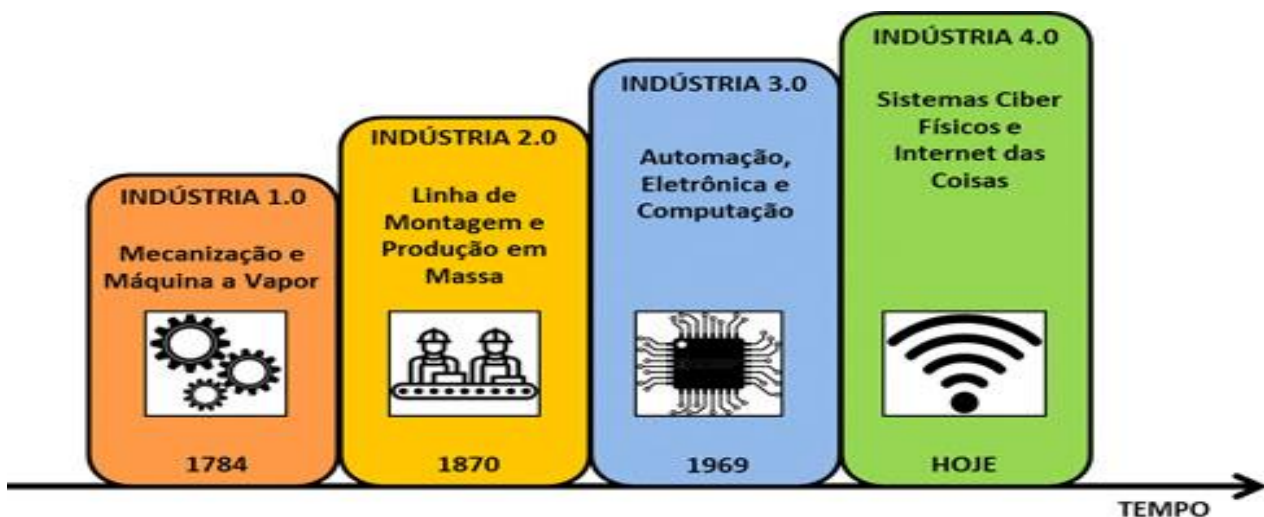 INDÚSTRIA 1.0
Mecanização e
Máquina a Vapor
1784
INDÚSTRIA 2.0
Linha de
Montagem e
Produção em
Massa
1870
INDÚSTRIA 3.0
Automação,
Eletrônica e
Computação
1969
INDÚSTRIA 4.0
Sistemas Ciber
Físicos e
Internet das
Coisas
HOJE
TEMPO